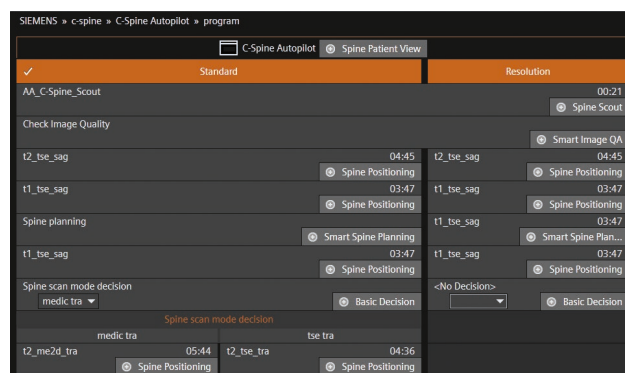 SIEMENS » c-spine » C-Spine Autopilot » program
C-Spine Autopilot Spine Patient View
Standard Resolution
AA_C-Spine_Scout 00:21
Spine Scout
Check Image Quality
Smart Image QA
t2_tse_sag 04:45 t2_tse_sag 04:45
Spine Positioning Spine Positioning
t1_tse_sag 03:47 t1_tse_sag 03:47
Spine Positioning Spine Positioning
Spine planning t1_tse_sag 03:47
Smart Spine Planning Smart Spine Plan...
t1_tse_sag 03:47 t1_tse_sag 03:47
Spine Positioning Spine Positioning
Spine scan mode decision <No Decision>
medic tra Basic Decision Basic Decision
Spine scan mode decision
medic tra tse tra
t2_me2d_tra 05:44 t2_tse_tra 04:36
Spine Positioning Spine Positioning